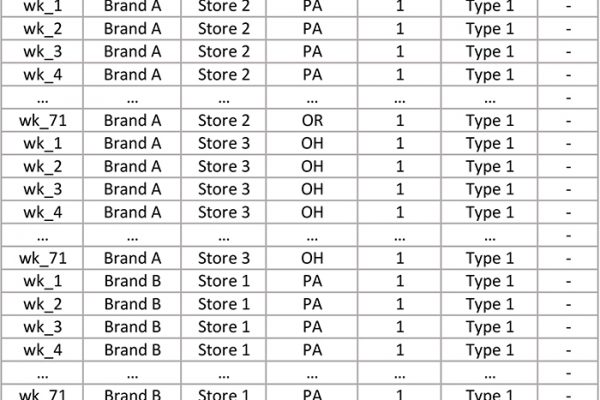 wk_1 Brand A Store 2 PA 1 Type 1 -
wk_2 Brand A Store 2 PA 1 Type 1 -
wk_3 Brand A Store 2 PA 1 Type 1 -
wk_4 Brand A Store 2 PA 1 Type 1 -
... ... ... ... ... ... -
wk_71 Brand A Store 2 OR 1 Type 1 -
wk_1 Brand A Store 3 OH 1 Type 1 -
wk_2 Brand A Store 3 OH 1 Type 1 -
wk_3 Brand A Store 3 OH 1 Type 1 -
wk_4 Brand A Store 3 OH 1 Type 1 -
... ... ... ... ... ... -
wk_71 Brand A Store 3 OH 1 Type 1 -
wk_1 Brand B Store 1 PA 1 Type 1 -
wk_2 Brand B Store 1 PA 1 Type 1 -
wk_3 Brand B Store 1 PA 1 Type 1 -
wk_4 Brand B Store 1 PA 1 Type 1 -
... ... ... ... ... ... -
wk_71 Brand B Store 1 PA 1 Type 1 -